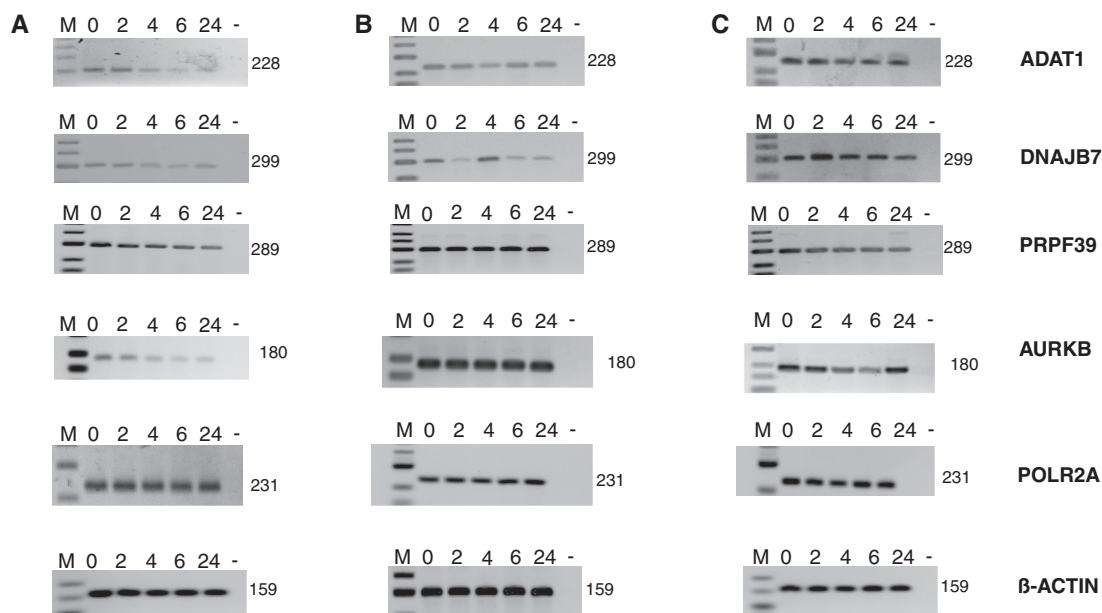 A B C
M 0 2 4 6 24 - M 0 2 4 6 24 - M 0 2 4 6 24 -
228 228 228 ADAT1
M 0 2 4 6 24 - M 0 2 4 6 24 - M 0 2 4 6 24 -
299 299 299 DNAJB7
M 0 2 4 6 24 - M 0 2 4 6 24 - M 0 2 4 6 24 -
289 289 289 PRPF39
M 0 2 4 6 24 - M 0 2 4 6 24 - M 0 2 4 6 24 -
180 180 180 AURKB
M 0 2 4 6 24 - M 0 2 4 6 24 - M 0 2 4 6 24 -
231 231 231 POLR2A
M 0 2 4 6 24 - M 0 2 4 6 24 - M 0 2 4 6 24 -
159 159 159 ß-ACTIN